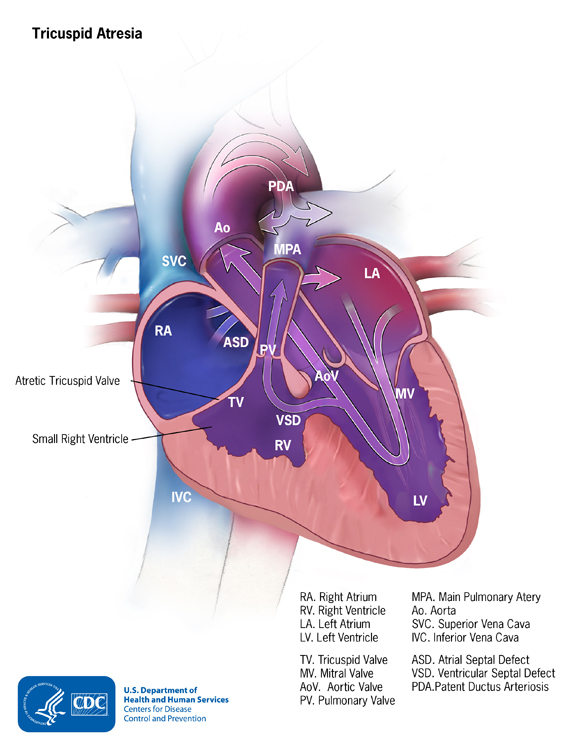 Tricuspid Atresia
PDA
Ao
MPA
SVC
LA
RA
ASD
PV
AoV
Atretic Tricuspid Valve
MV
TV
VSD
Small Right Ventricle
RV
IVC
LV
RA. Right Atrium
RV. Right Ventricle
LA. Left Atrium
LV. Left Ventricle
TV. Tricuspid Valve
MV. Mitral Valve
AoV. Aortic Valve
PV. Pulmonary Valve
MPA. Main Pulmonary Atery
Ao. Aorta
SVC. Superior Vena Cava
IVC. Inferior Vena Cava
ASD. Atrial Septal Defect
VSD. Ventricular Septal Defect
PDA.Patent Ductus Arteriosis
CDC
U.S. Department of
Health and Human Services
Centers for Disease
Control and Prevention